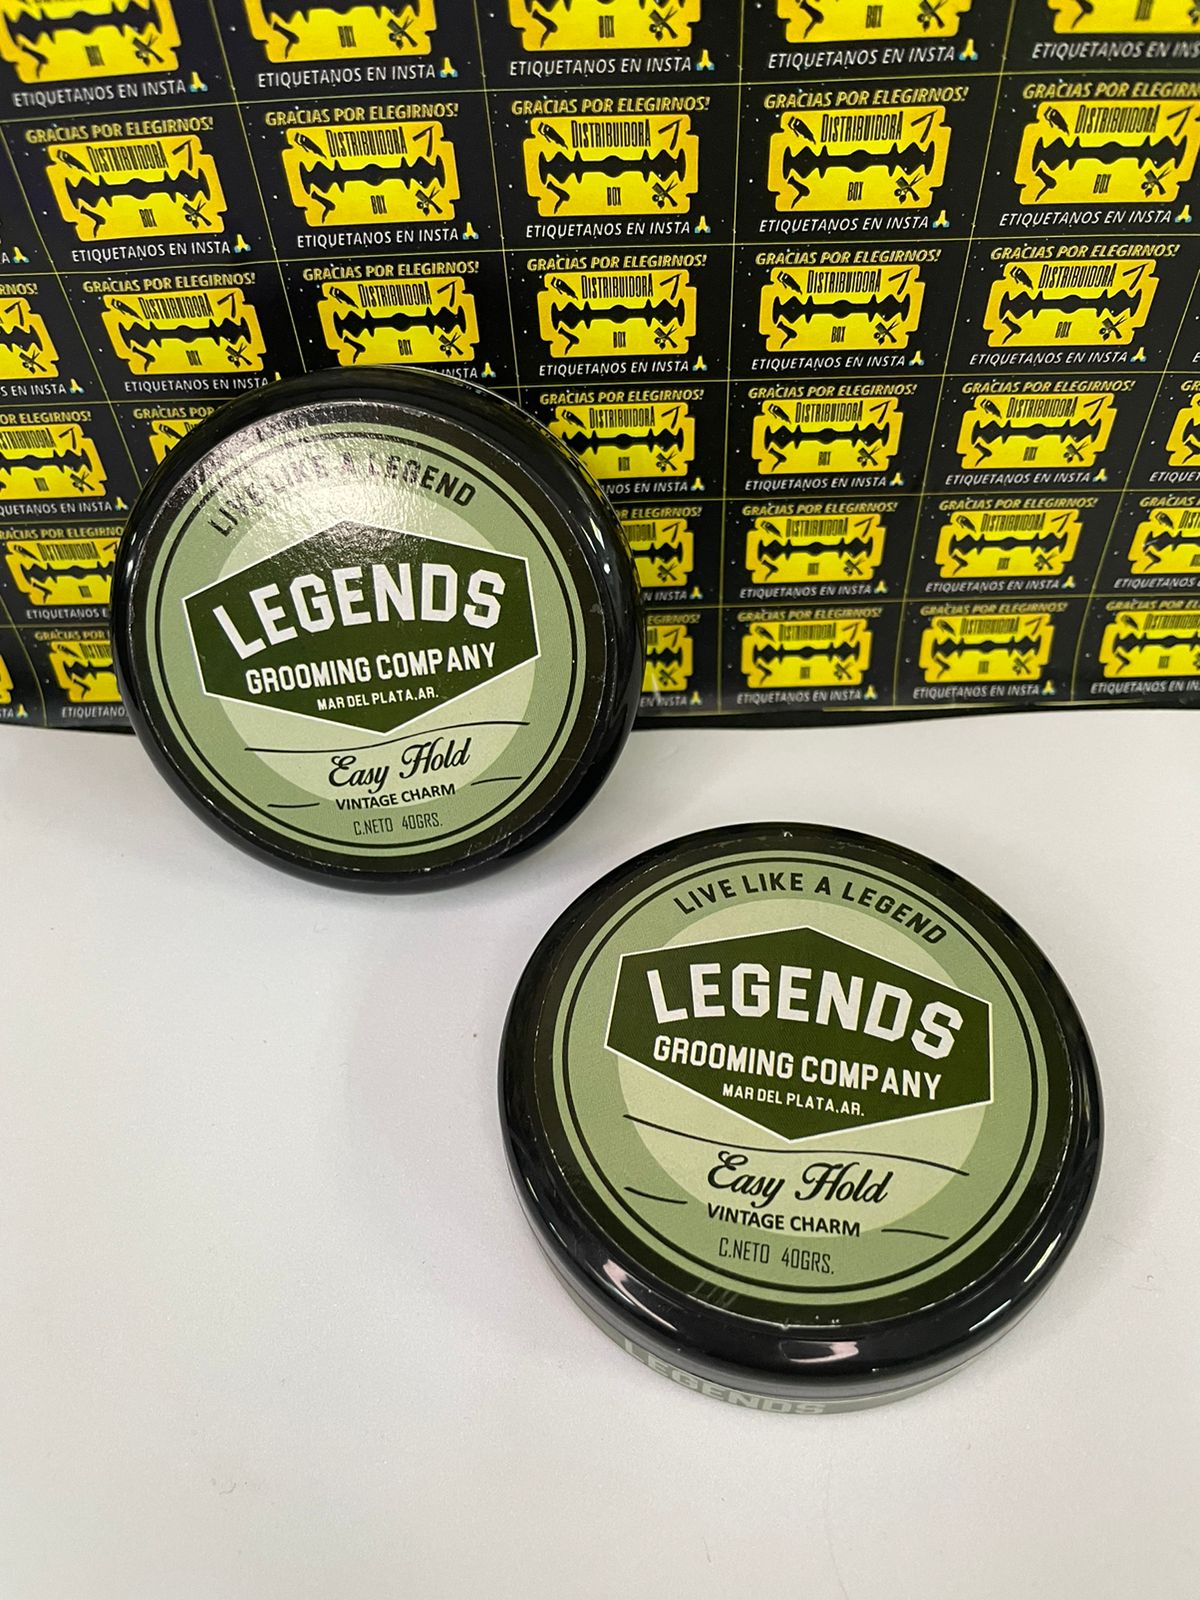 GRACIAS POR ELEGIRNOS!
DISTRIBUIDORA
BOX
ETIQUETANOS EN INSTA
LIVE LIKE A LEGEND
LEGENDS
GROOMING COMPANY
MAR DEL PLATA.AR.
Easy Hold
VINTAGE CHARM
C.NETO 40GRS.
LIVE LIKE A LEGEND
LEGENDS
GROOMING COMPANY
MAR DEL PLATA.AR.
Easy Hold
VINTAGE CHARM
C.NETO 40GRS.
LEGENDS